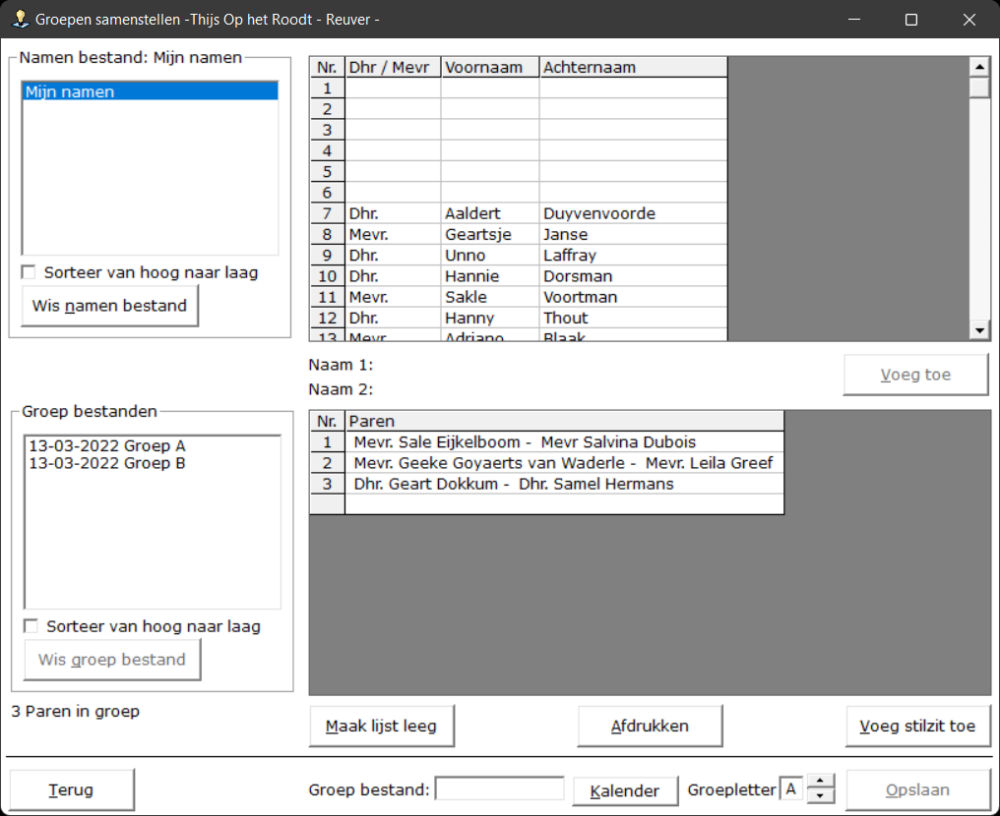 Groepen samenstellen -Thijs Op het Roodt - Reuver -
Namen bestand: Mijn namen
Mijn namen
Sorteer van hoog naar laag
Wis namen bestand
Nr. Dhr / Mevr Voornaam Achternaam
1
2
3
4
5
6
7 Dhr. Aaldert Duyvenvoorde
8 Mevr. Geartsje Janse
9 Dhr. Unno Laffray
10 Dhr. Hannie Dorsman
11 Mevr. Sakle Voortman
12 Dhr. Hanny Thout
13 Mevr. Adriano Blaak
Naam 1:
Naam 2:
Voeg toe
Groep bestanden
13-03-2022 Groep A
13-03-2022 Groep B
Sorteer van hoog naar laag
Wis groep bestand
3 Paren in groep
Nr. Paren
1 Mevr. Sale Eijkelboom - Mevr Salvina Dubois
2 Mevr. Geeke Goyaerts van Waderle - Mevr. Leila Greef
3 Dhr. Geart Dokkum - Dhr. Samel Hermans
Maak lijst leeg
Afdrukken
Voeg stilzit toe
Terug
Groep bestand:
Kalender
Groepletter A
Opslaan